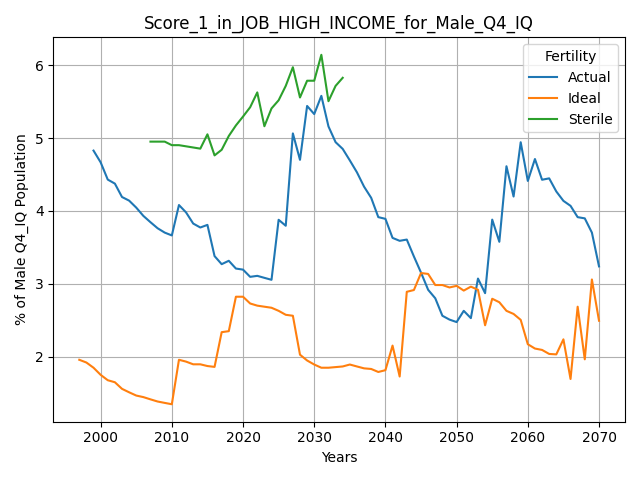 Score_1_in_JOB_HIGH_INCOME_for_Male_Q4_IQ
Fertility
Actual
Ideal
Sterile
% of Male Q4_IQ Population
6
5
4
3
2
2000 2010 2020 2030 2040 2050 2060 2070
Years